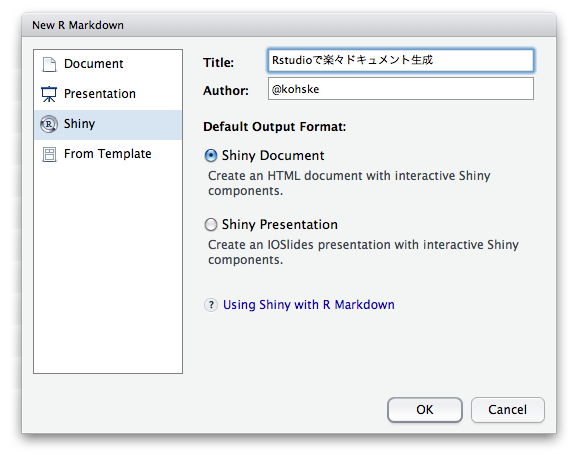 New R Markdown
Document
Presentation
Shiny
From Template
Title:
Rstudioで楽々ドキュメント生成
Author:
@kohske
Default Output Format:
Shiny Document
Create an HTML document with interactive Shiny
components.
Shiny Presentation
Create an IOSlides presentation with interactive Shiny
components.
? Using Shiny with R Markdown
OK
Cancel